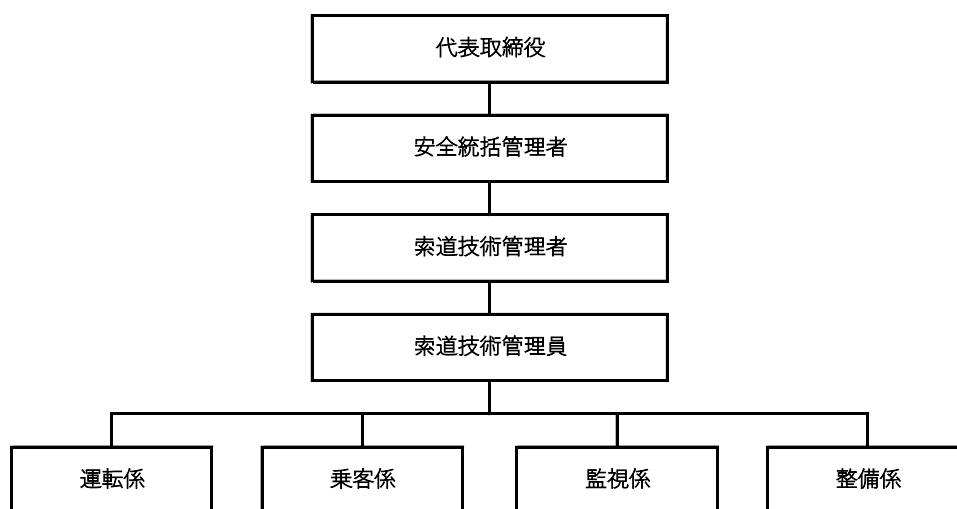 代表取締役
安全統括管理者
索道技術管理者
索道技術管理員
運転係
乗客係
監視係
整備係